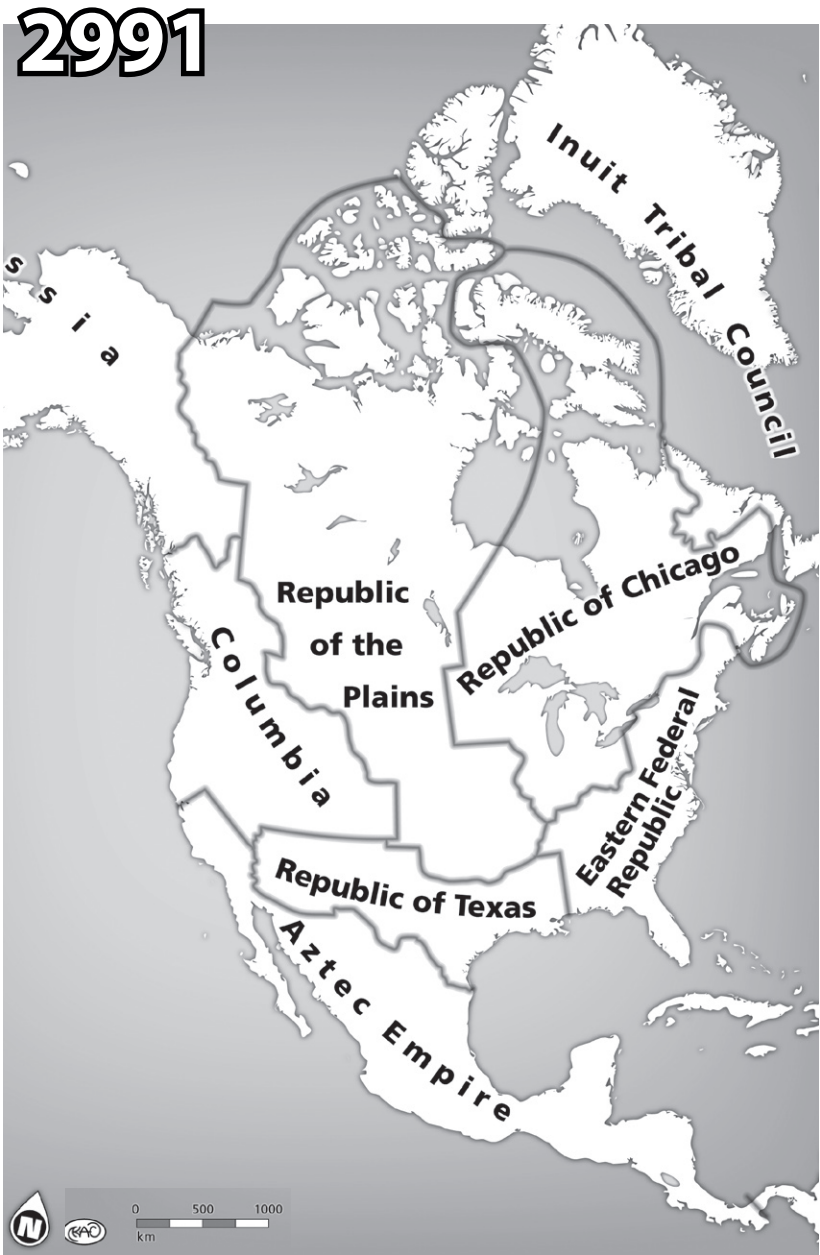 2991
Inuit Tribal Council
ssia
Republic
of the
Plains
Republic of Chicago
Columbia
Eastern Federal
Republic
Republic of Texas
Aztec Empire
N
0 500 1000
km